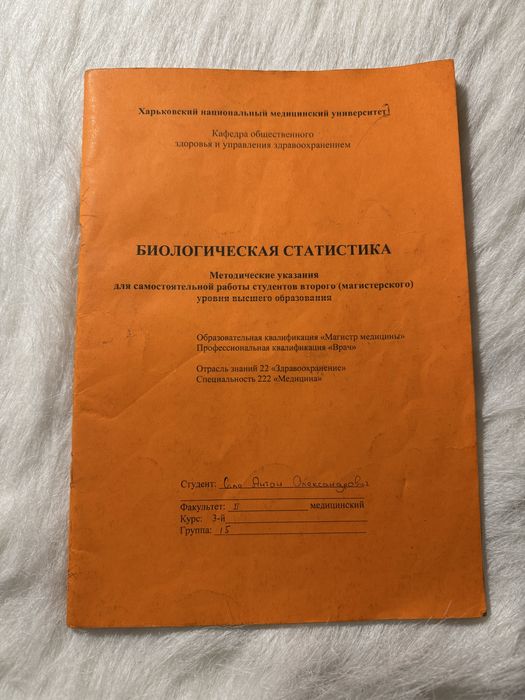 Харьковский национальный медицинский университет
Кафедра общественного
здоровья и управления здравоохранением
БИОЛОГИЧЕСКАЯ СТАТИСТИКА
Методические указания
для самостоятельной работы студентов второго (магистерского)
уровня высшего образования
Образовательная квалификация «Магистр медицины»
Профессиональная квалификация «Врач»
Отрасль знаний 22 «Здравоохранение»
Специальность 222 «Медицина»
Студент: Антон Олександрович
Факультет: II медицинский
Курс: 3-й
Группа: 15